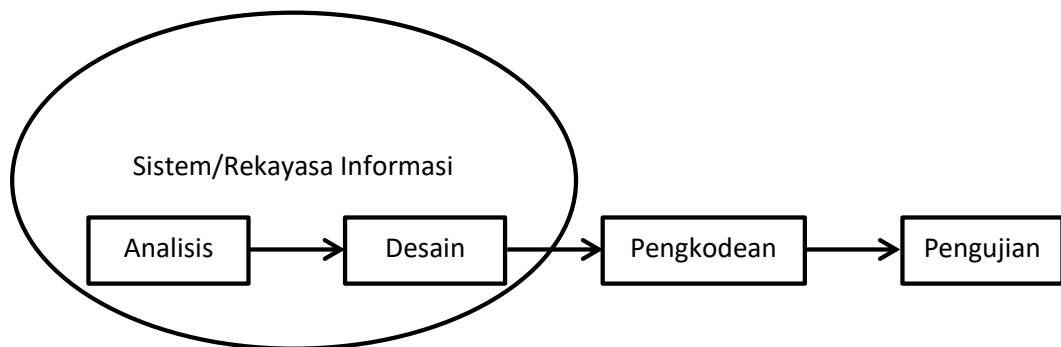 Sistem/Rekayasa Informasi
Analisis
Desain
Pengkodean
Pengujian